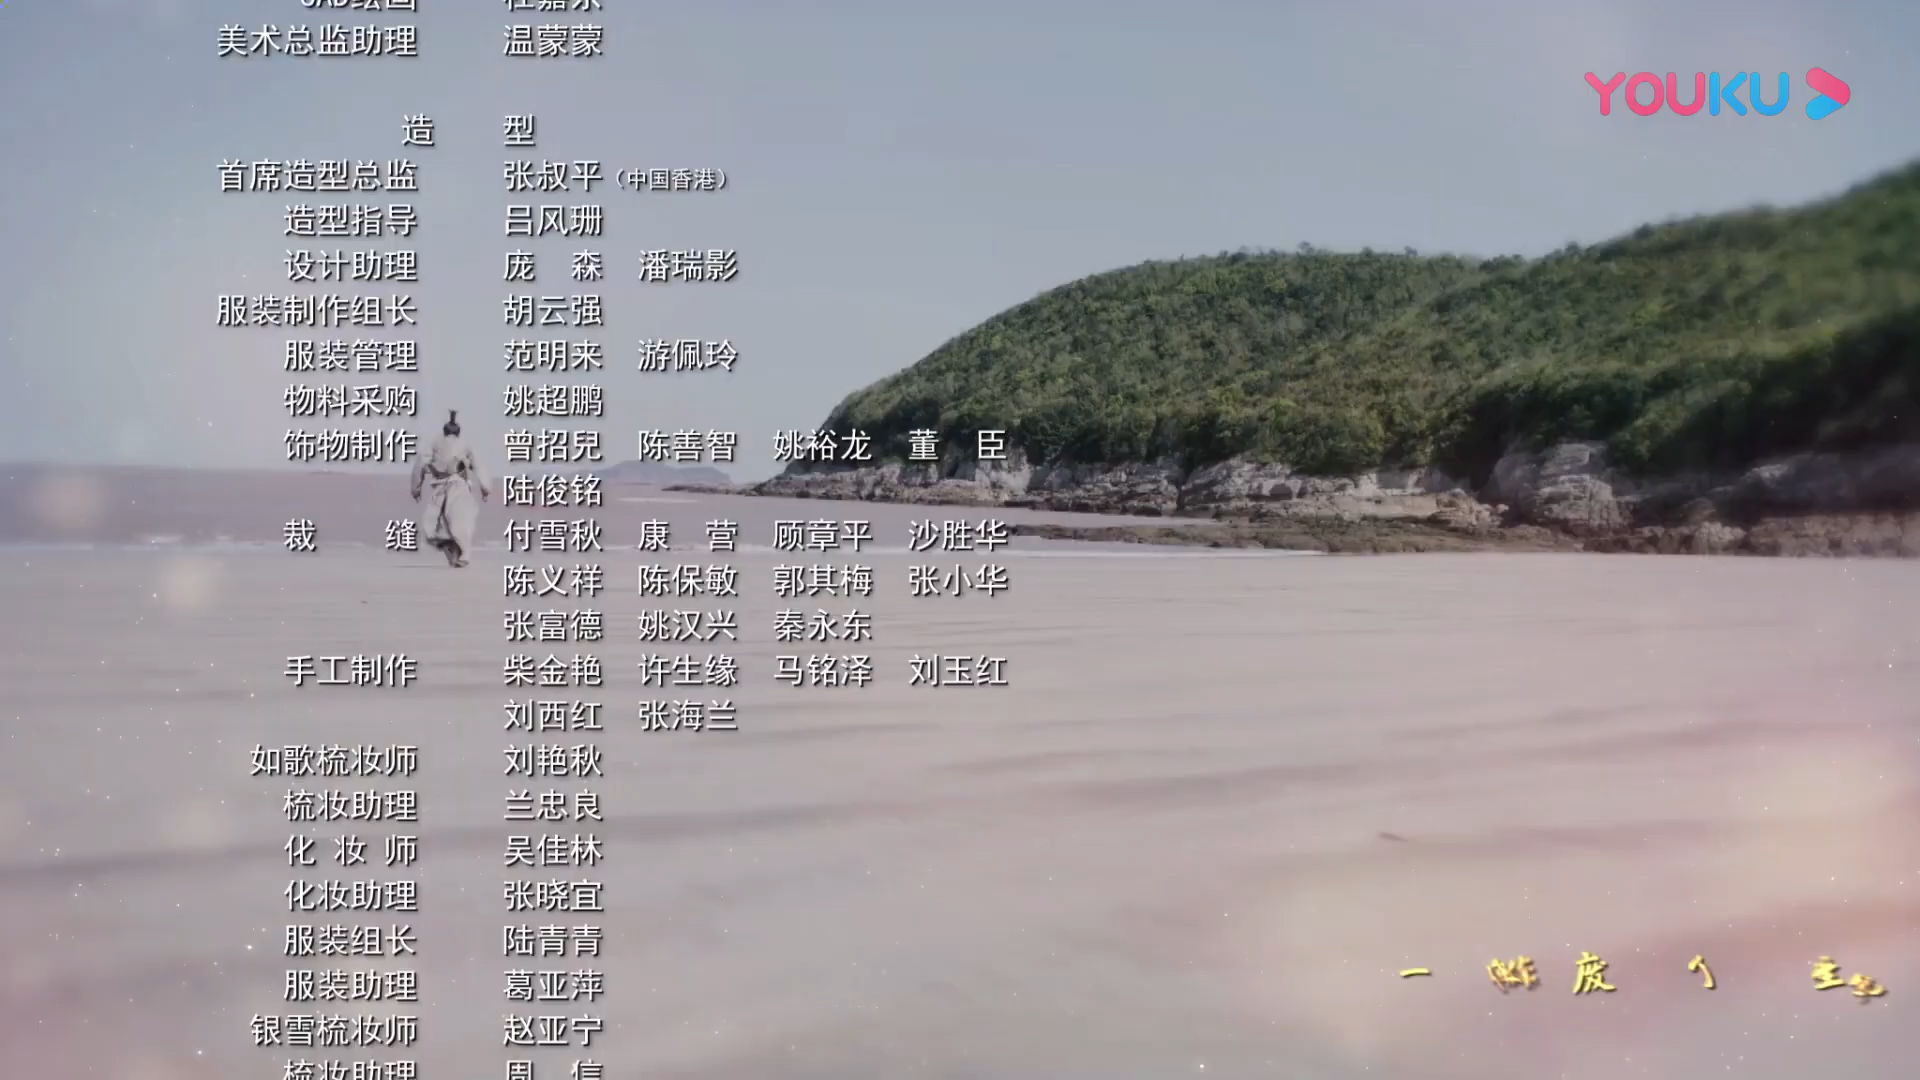 美术总监助理 温蒙蒙
YOUKU
造 型
首席造型总监 张叔平（中国香港）
造型指导 吕风珊
设计助理 庞 森 潘瑞影
服装制作组长 胡云强
服装管理 范明来 游佩玲
物料采购 姚超鹏
饰物制作 曾招兒 陈善智 姚裕龙 董 臣
陆俊铭
裁 缝 付雪秋 康 营 顾章平 沙胜华
陈义祥 陈保敏 郭其梅 张小华
张富德 姚汉兴 秦永东
手工制作 柴金艳 许生缘 马铭泽 刘玉红
刘西红 张海兰
如歌梳妆师 刘艳秋
梳妆助理 兰忠良
化 妆 师 吴佳林
化妆助理 张晓宜
服装组长 陆青青
服装助理 葛亚萍
银雪梳妆师 赵亚宁
梳妆助理 周 信